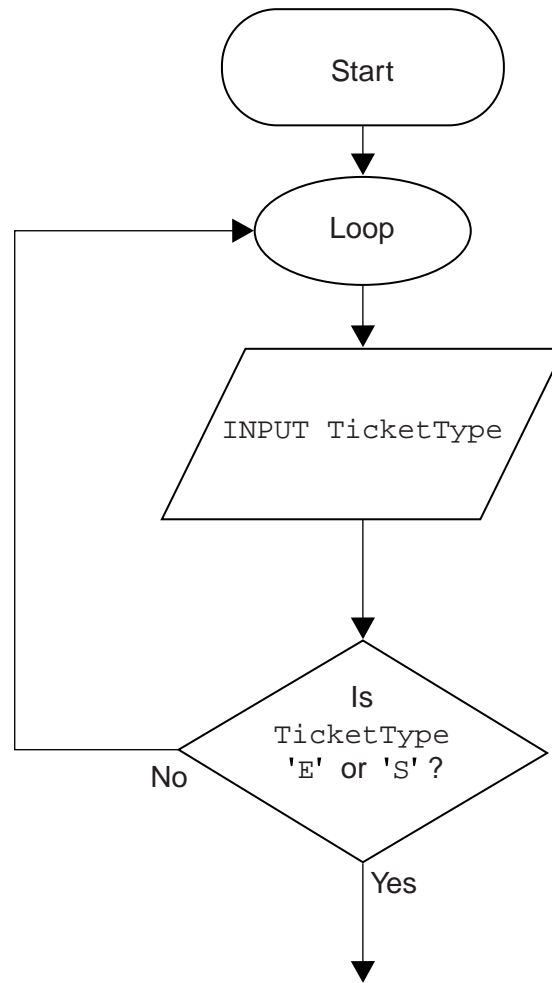 Start
Loop
INPUT TicketType
Is
TicketType
'E' or 'S' ?
No
Yes